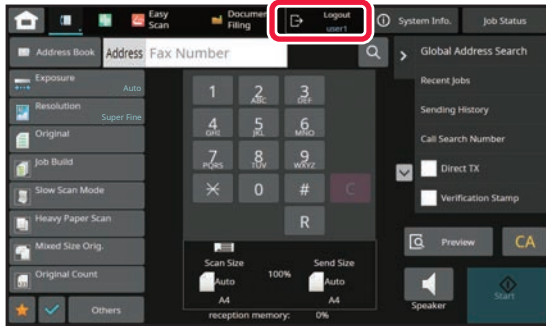 Easy
Scan
Documen
Filing
Logout
user1
System Info.
Job Status
Address Book
Address
Fax Number
Global Address Search
Exposure
Auto
Recent Jobs
Resolution
Super Fine
Sending History
Original
Call Search Number
Job Build
Direct TX
Slow Scan Mode
Verification Stamp
Heavy Paper Scan
Mixed Size Orig.
Original Count
Others
1
2 ABC
3 DEF
4 GHI
5 JKL
6 MNO
7 PQRS
8 TUV
9 WXYZ
0
#
C
R
Scan Size
Send Size
Auto
100%
Auto
A4
A4
reception memory:
0%
Preview
CA
Speaker
Start